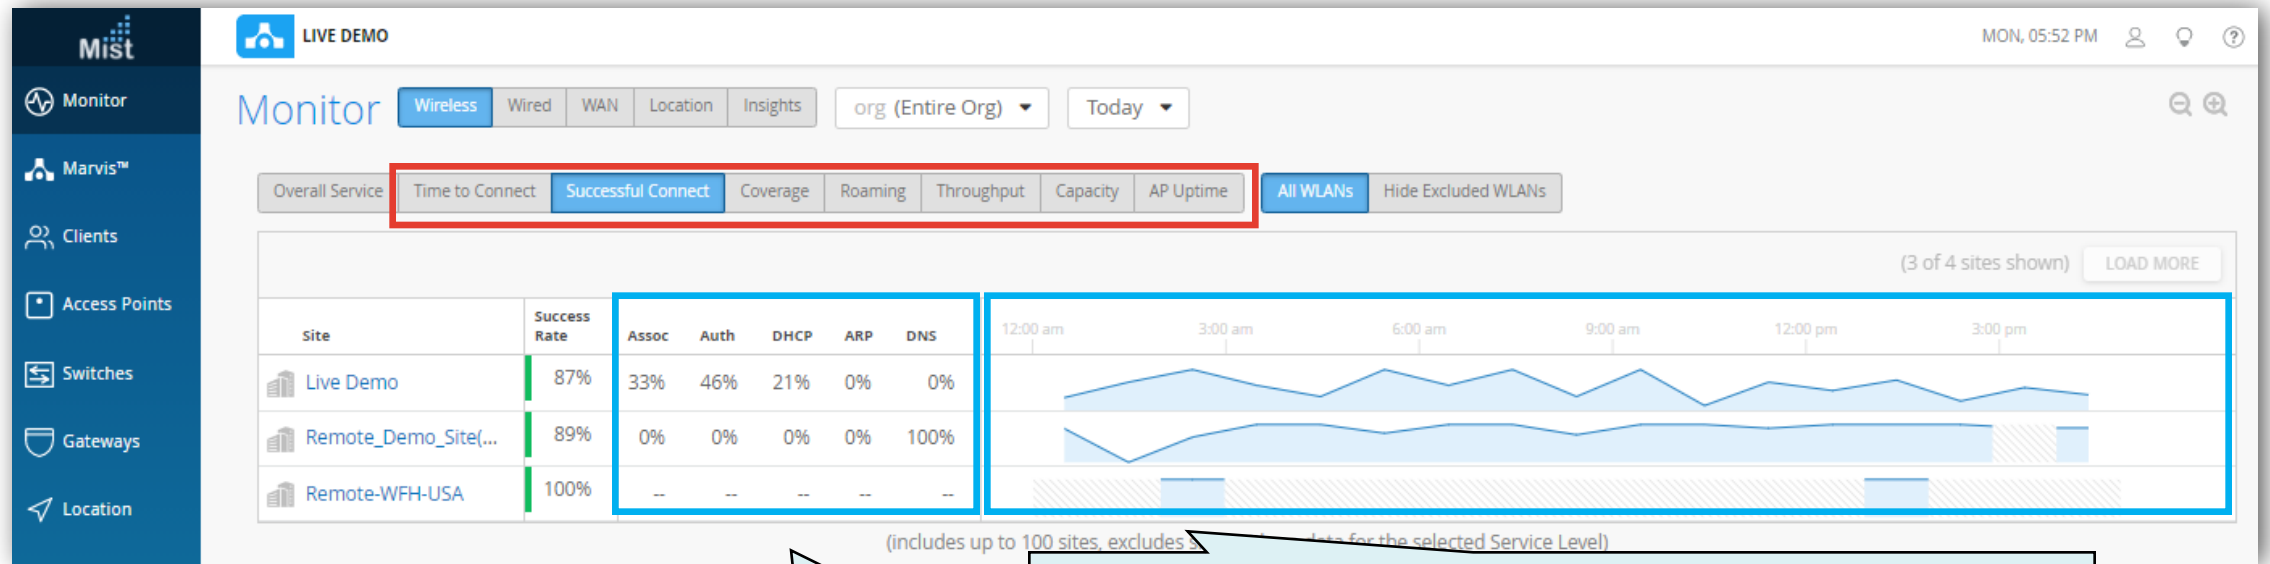 Mist
LIVE DEMO
MON, 05:52 PM
Monitor
Marvis™
Clients
Access Points
Switches
Gateways
Location
Monitor
Wireless Wired WAN Location Insights
org (Entire Org)
Today
Overall Service Time to Connect Successful Connect Coverage Roaming Throughput Capacity AP Uptime
All WLANs Hide Excluded WLANs
(3 of 4 sites shown) LOAD MORE
Site Success Rate Assoc Auth DHCP ARP DNS 12:00 am 3:00 am 6:00 am 9:00 am 12:00 pm 3:00 pm
Live Demo 87% 33% 46% 21% 0% 0%
Remote_Demo_Site(... 89% 0% 0% 0% 0% 100%
Remote-WFH-USA 100% -- -- -- -- --
(includes up to 100 sites, excludes for the selected Service Level)